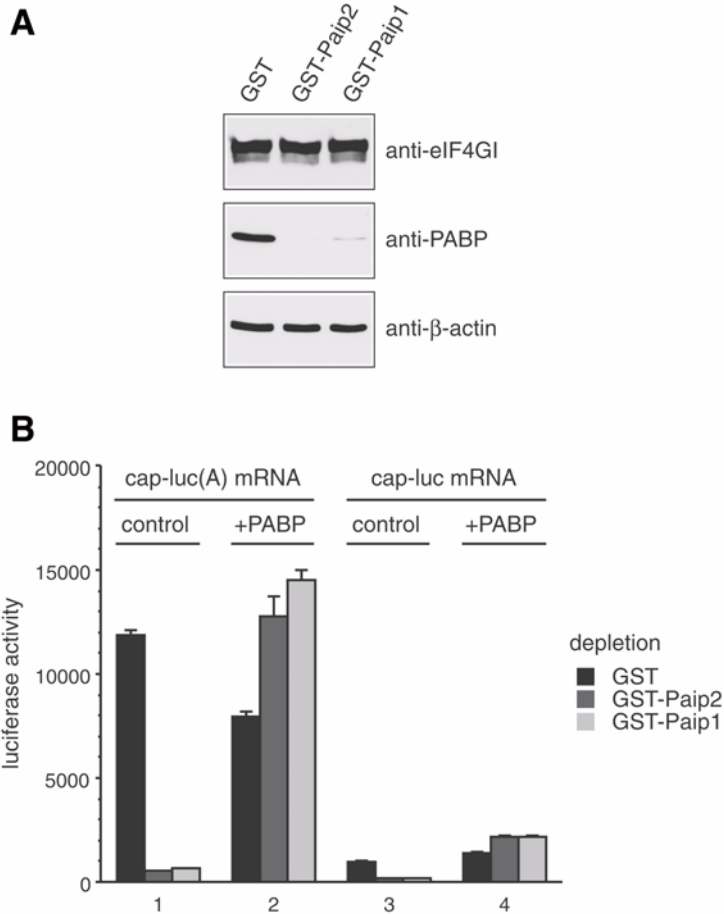 A
GST
GST-Paip2
GST-Paip1
anti-eIF4GI
anti-PABP
anti-β-actin
B
20000
15000
10000
5000
0
luciferase activity
cap-luc(A) mRNA
cap-luc mRNA
control
+PABP
control
+PABP
1
2
3
4
depletion
GST
GST-Paip2
GST-Paip1